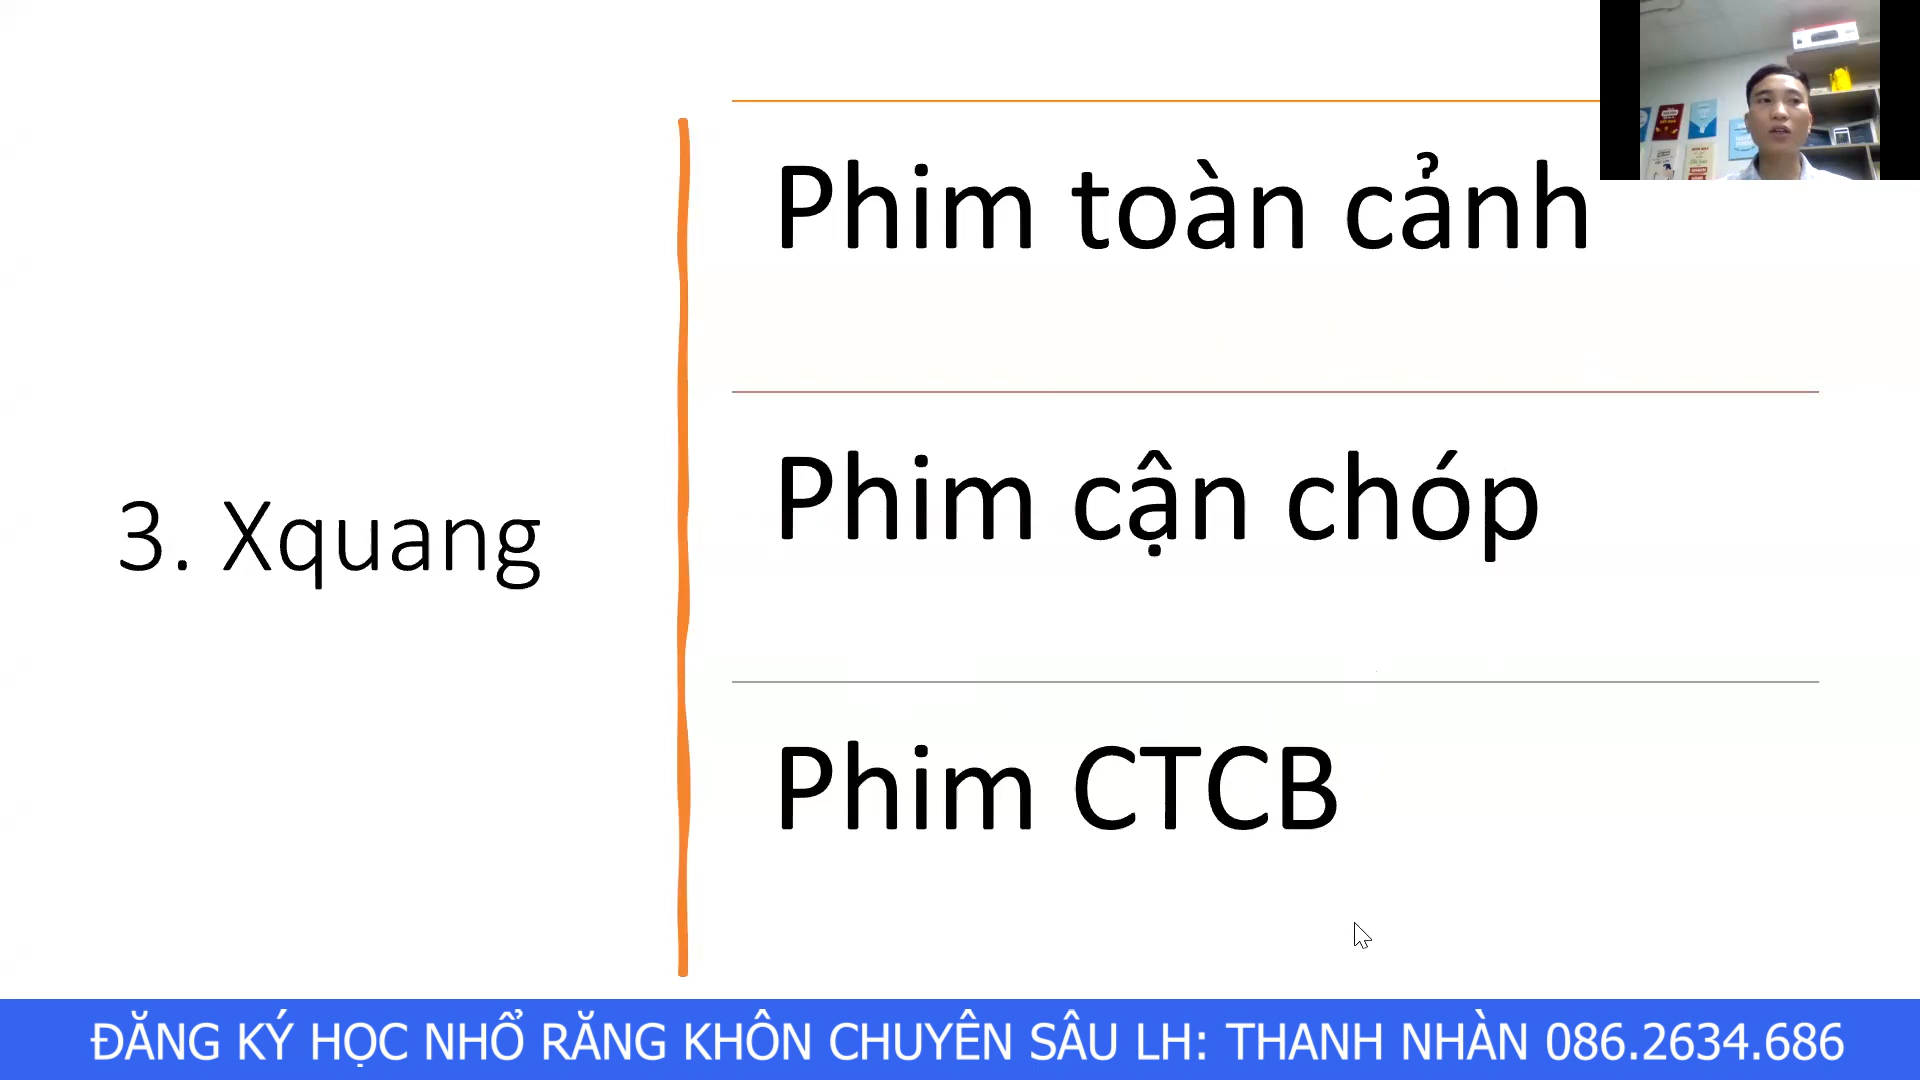 3. Xquang
Phim toàn cảnh
Phim cận chóp
Phim CTCB
ĐĂNG KÝ HỌC NHỔ RĂNG KHÔN CHUYÊN SÂU LH: THANH NHÀN 086.2634.686